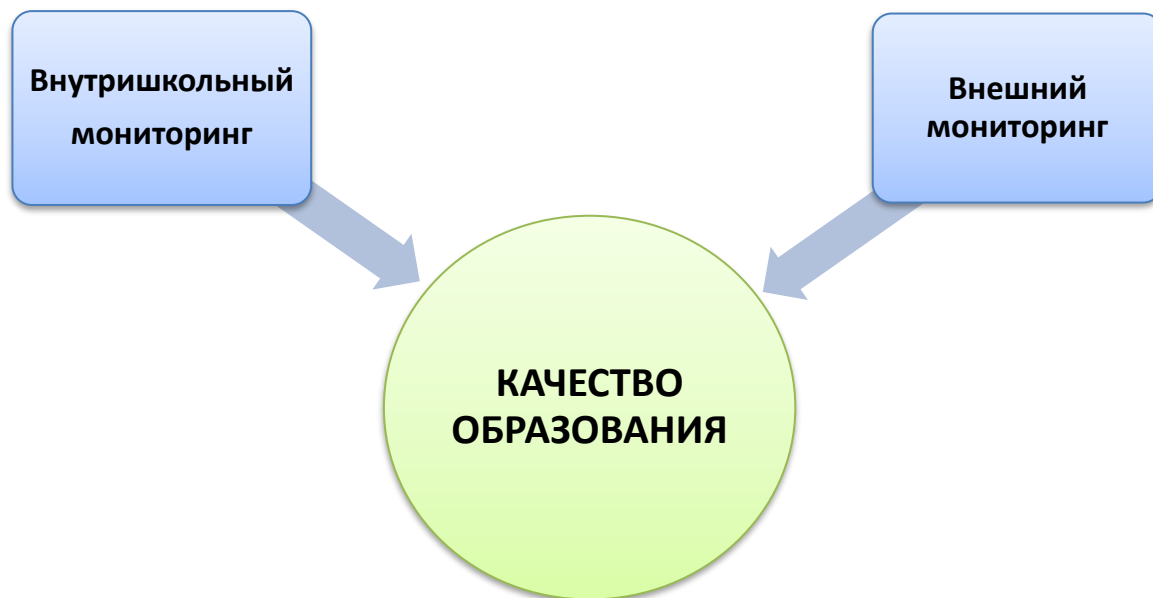 Внутришкольный
мониторинг
Внешний
мониторинг
КАЧЕСТВО
ОБРАЗОВАНИЯ